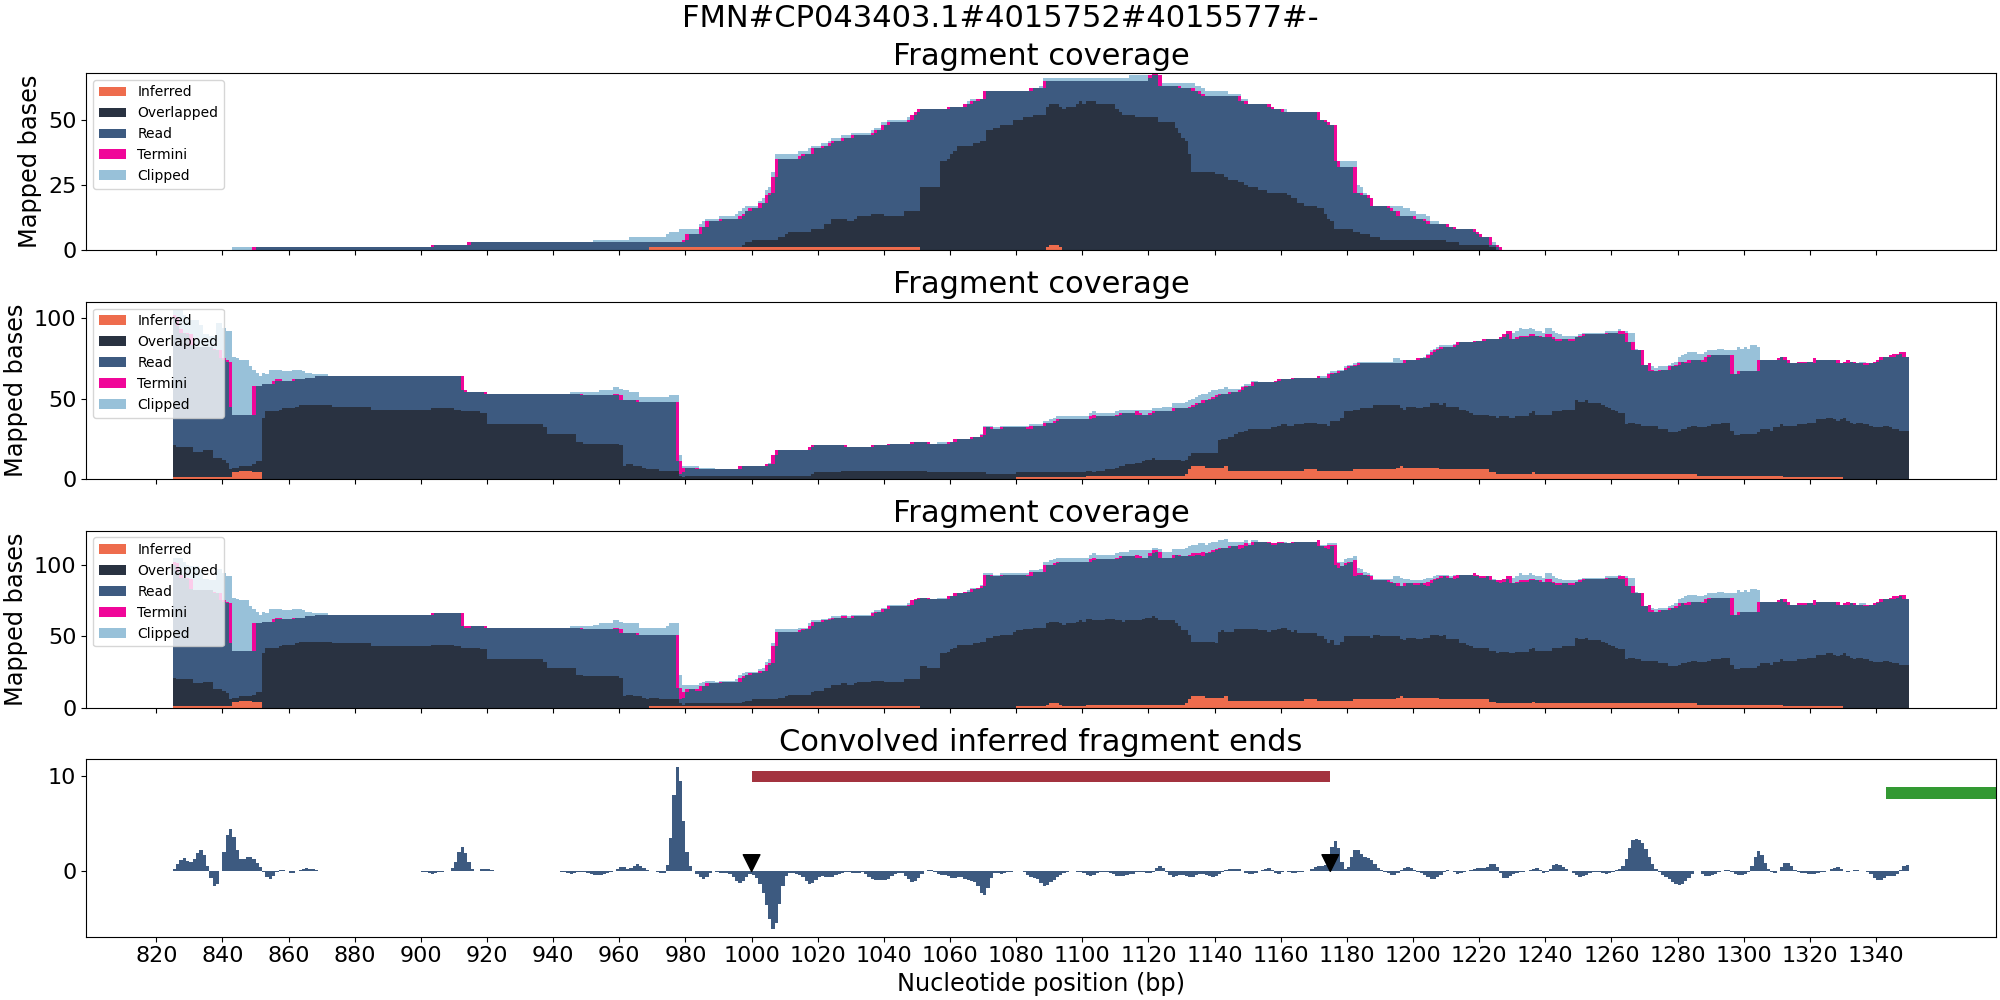 FMN#CP043403.1#4015752#4015577#-
Fragment coverage
Mapped bases
50
25
0
Inferred
Overlapped
Read
Termini
Clipped
Fragment coverage
Mapped bases
100
50
0
Inferred
Overlapped
Read
Termini
Clipped
Fragment coverage
Mapped bases
100
50
0
Inferred
Overlapped
Read
Termini
Clipped
Convolved inferred fragment ends
10
0
820 840 860 880 900 920 940 960 980 1000 1020 1040 1060 1080 1100 1120 1140 1160 1180 1200 1220 1240 1260 1280 1300 1320 1340
Nucleotide position (bp)